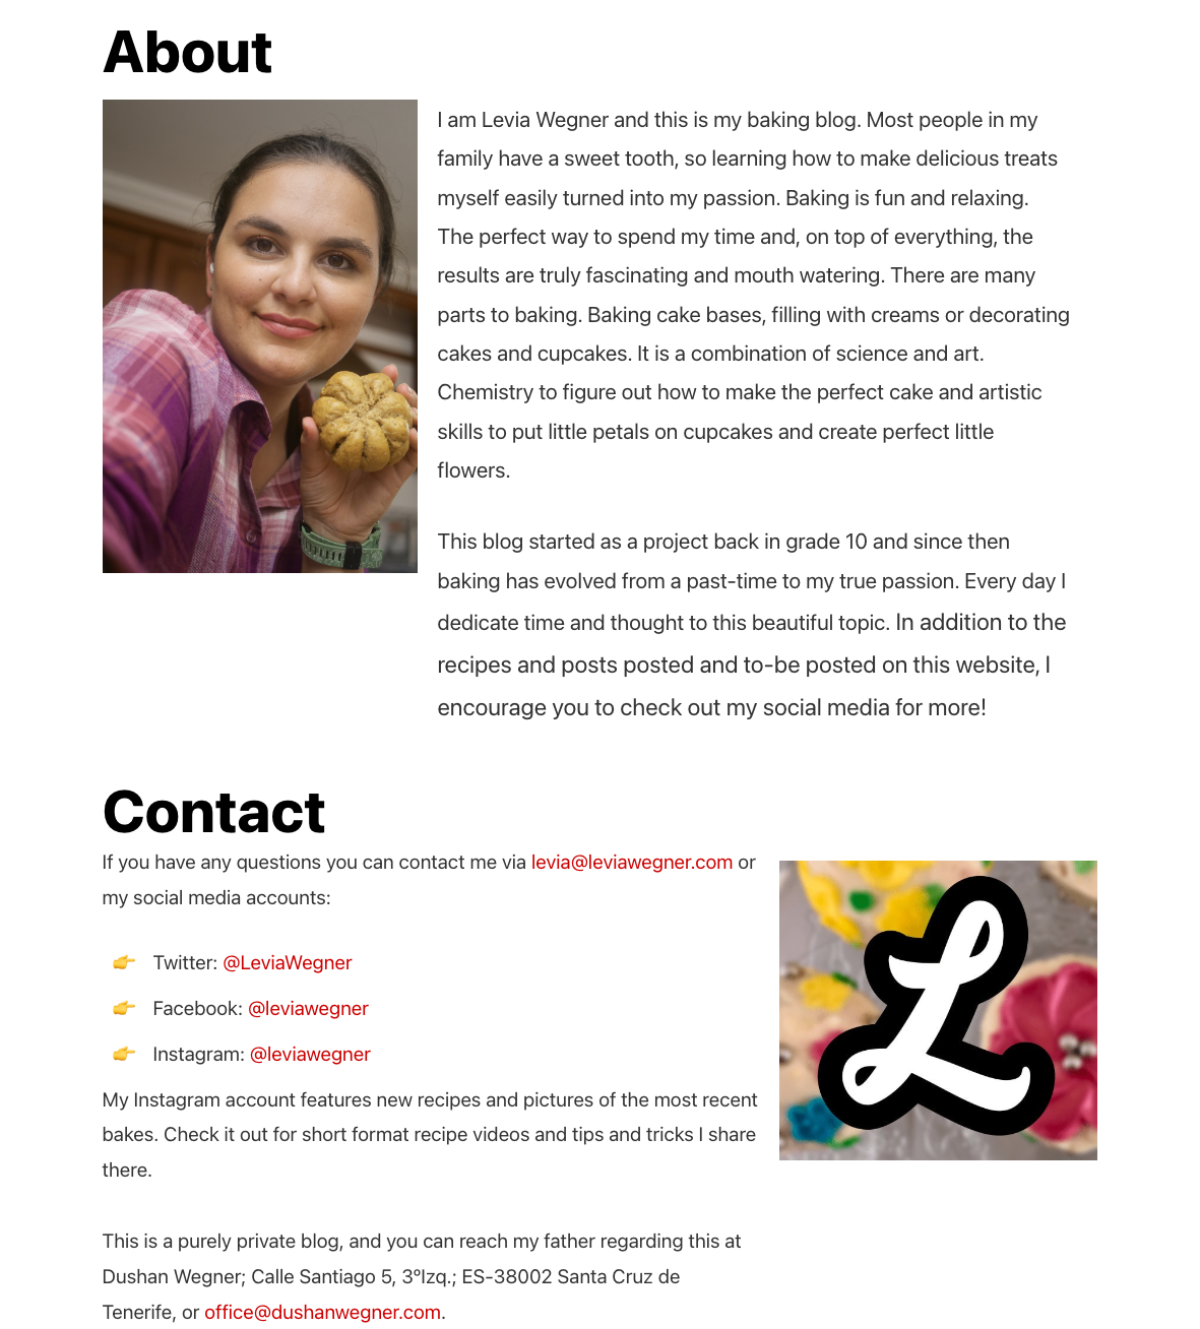 About
I am Levia Wegner and this is my baking blog. Most people in my
family have a sweet tooth, so learning how to make delicious treats
myself easily turned into my passion. Baking is fun and relaxing.
The perfect way to spend my time and, on top of everything, the
results are truly fascinating and mouth watering. There are many
parts to baking. Baking cake bases, filling with creams or decorating
cakes and cupcakes. It is a combination of science and art.
Chemistry to figure out how to make the perfect cake and artistic
skills to put little petals on cupcakes and create perfect little
flowers.
This blog started as a project back in grade 10 and since then
baking has evolved from a past-time to my true passion. Every day I
dedicate time and thought to this beautiful topic. In addition to the
recipes and posts posted and to-be posted on this website, I
encourage you to check out my social media for more!
Contact
If you have any questions you can contact me via levia@leviawegner.com or
my social media accounts:
👉 Twitter: @LeviaWegner
👉 Facebook: @leviawegner
👉 Instagram: @leviawegner
My Instagram account features new recipes and pictures of the most recent
bakes. Check it out for short format recipe videos and tips and tricks I share
there.
This is a purely private blog, and you can reach my father regarding this at
Dushan Wegner; Calle Santiago 5, 3ºIzq.; ES-38002 Santa Cruz de
Tenerife, or office@dushanwegner.com.
L